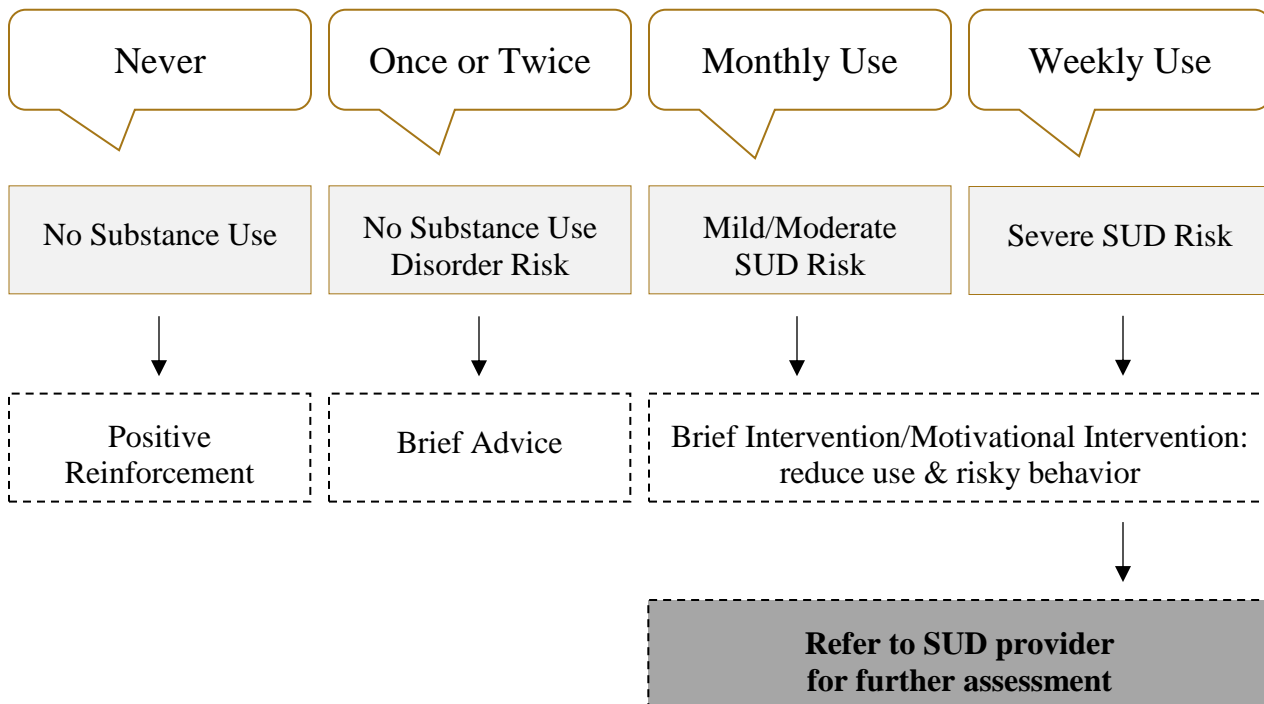 Never
Once or Twice
Monthly Use
Weekly Use
No Substance Use
No Substance Use
Disorder Risk
Mild/Moderate
SUD Risk
Severe SUD Risk
Positive
Reinforcement
Brief Advice
Brief Intervention/Motivational Intervention:
reduce use & risky behavior
Refer to SUD provider
for further assessment